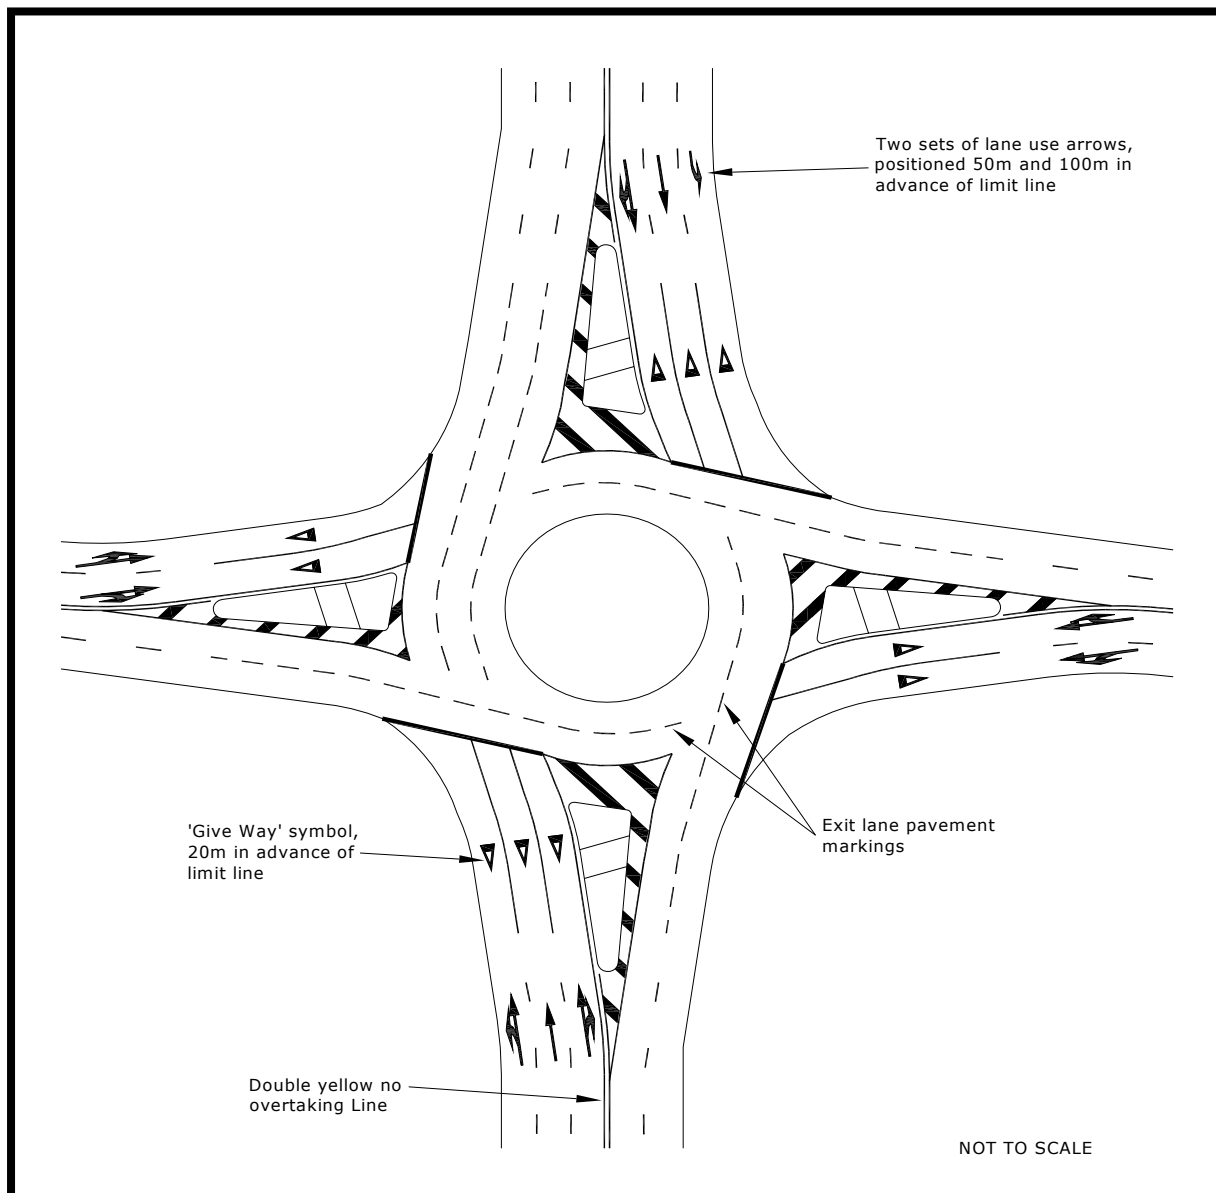 Two sets of lane use arrows,
positioned 50m and 100m in
advance of limit line
'Give Way' symbol,
20m in advance of
limit line
Exit lane pavement
markings
Double yellow no
overtaking Line
NOT TO SCALE